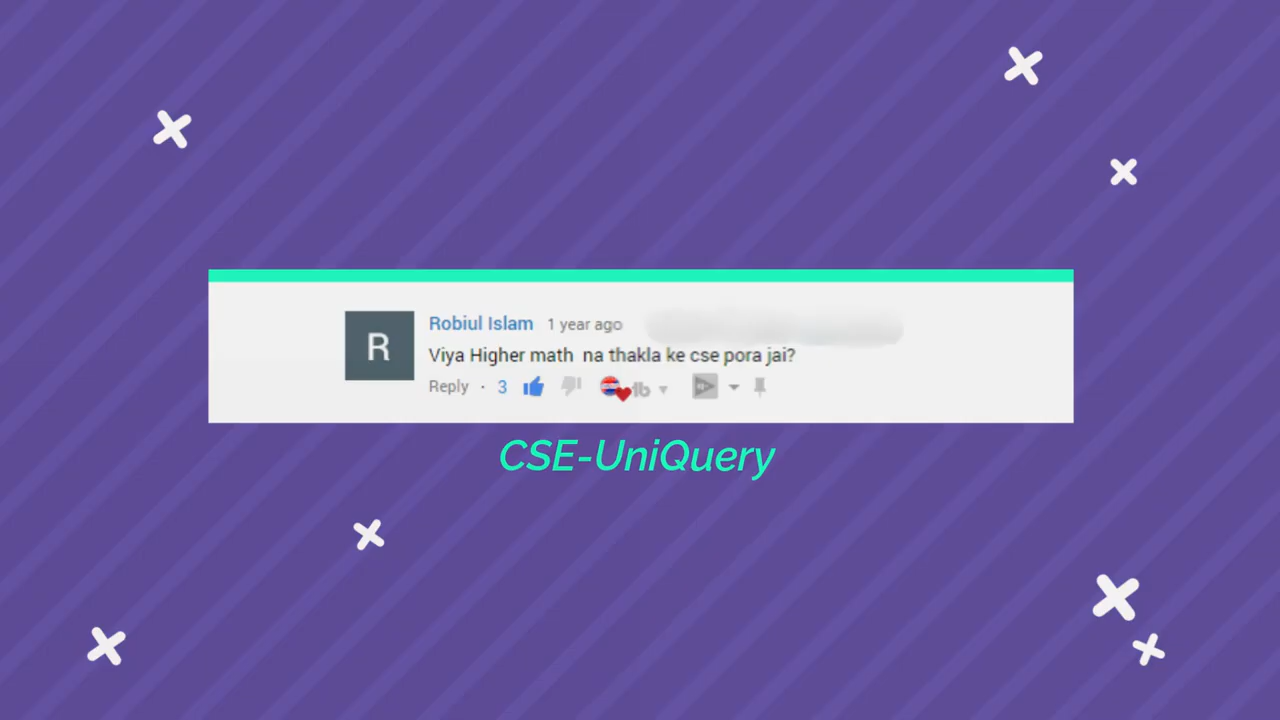 R
Robiul Islam 1 year ago
Viya Higher math na thakla ke cse pora jai?
Reply · 3
CSE-UniQuery